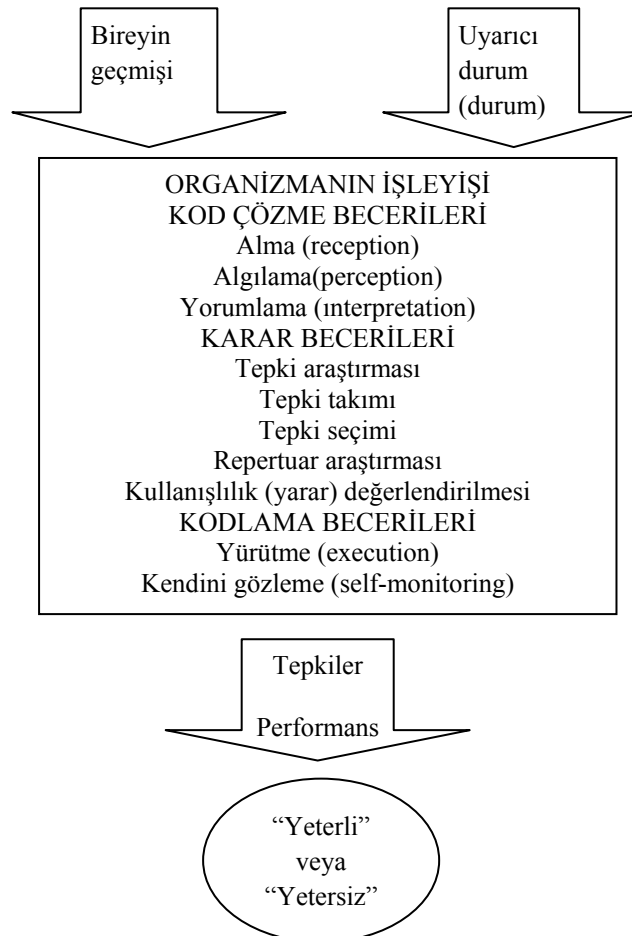 Bireyin
geçmişi
Uyarıcı
durum
(durum)
ORGANİZMANIN İŞLEYİŞİ
KOD ÇÖZME BECERİLERİ
Alma (reception)
Algılama(perception)
Yorumlama (ınterpretation)
KARAR BECERİLERİ
Tepki araştırması
Tepki takımı
Tepki seçimi
Repertuar araştırması
Kullanışlılık (yarar) değerlendirilmesi
KODLAMA BECERİLERİ
Yürütme (execution)
Kendini gözleme (self-monitoring)
Tepkiler
Performans
“Yeterli”
veya
“Yetersiz”